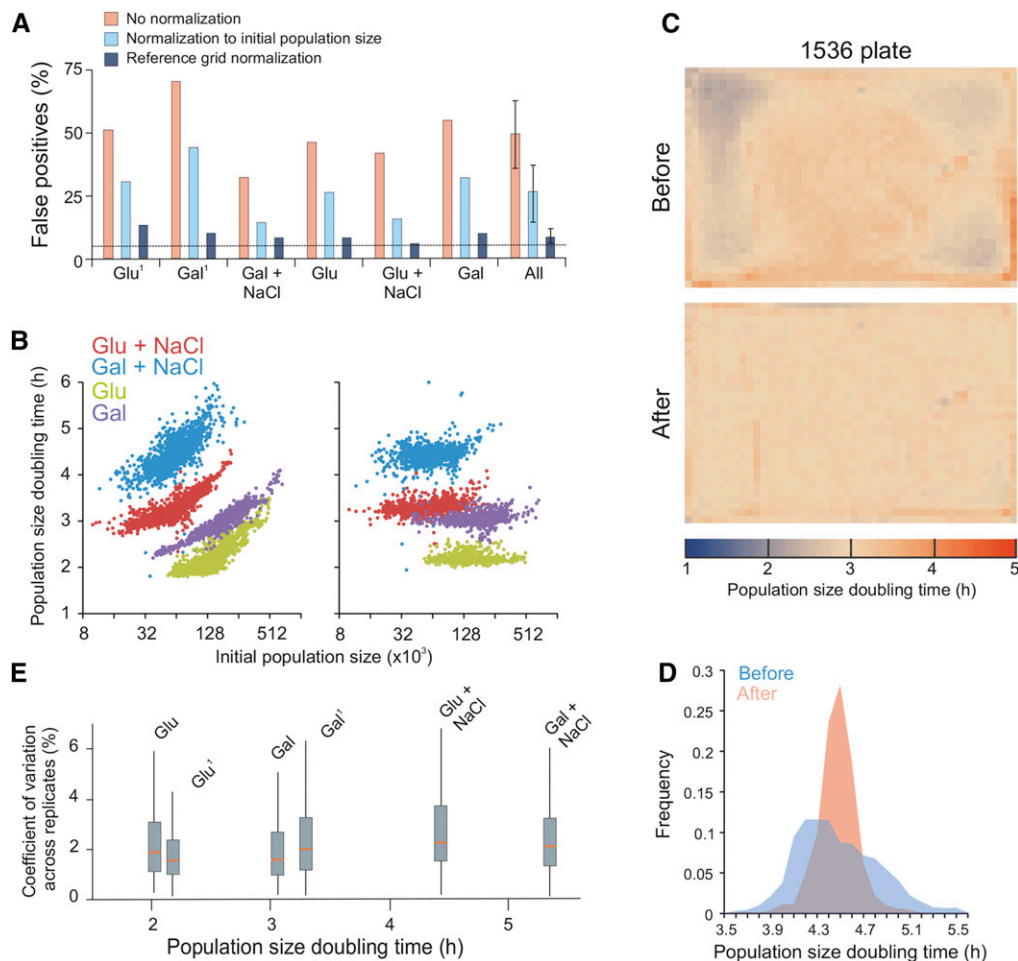 A
No normalization
Normalization to initial population size
Reference grid normalization
False positives (%)
75
50
25
0
Glu¹
Gal¹
Gal +
NaCl
Glu
Glu +
NaCl
Gal
All
B
Glu + NaCl
Gal + NaCl
Glu
Gal
Population size doubling time (h)
6
5
4
3
2
1
8
32
128
512
8
32
128
512
Initial population size (x10³)
C
1536 plate
Before
After
1
2
3
4
5
Population size doubling time (h)
E
Coefficient of variation
across replicates (%)
6
4
2
0
Glu
Glu¹
Gal
Gal¹
Glu +
NaCl
Gal +
NaCl
2
3
4
5
Population size doubling time (h)
D
Before
After
Frequency
0.3
0.25
0.2
0.15
0.1
0.05
0
3.5
3.9
4.3
4.7
5.1
5.5
Population size doubling time (h)